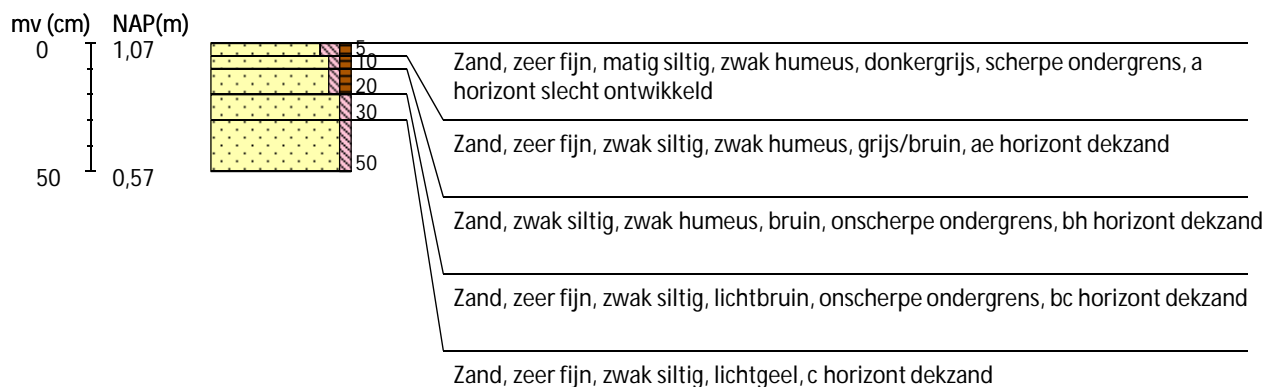 mv (cm) NAP(m)
0 1,07
5
10
20
30
50
50 0,57
Zand, zeer fijn, matig siltig, zwak humeus, donkergrijs, scherpe ondergrens, a
horizont slecht ontwikkeld
Zand, zeer fijn, zwak siltig, zwak humeus, grijs/bruin, ae horizont dekzand
Zand, zwak siltig, zwak humeus, bruin, onscherpe ondergrens, bh horizont dekzand
Zand, zeer fijn, zwak siltig, lichtbruin, onscherpe ondergrens, bc horizont dekzand
Zand, zeer fijn, zwak siltig, lichtgeel, c horizont dekzand